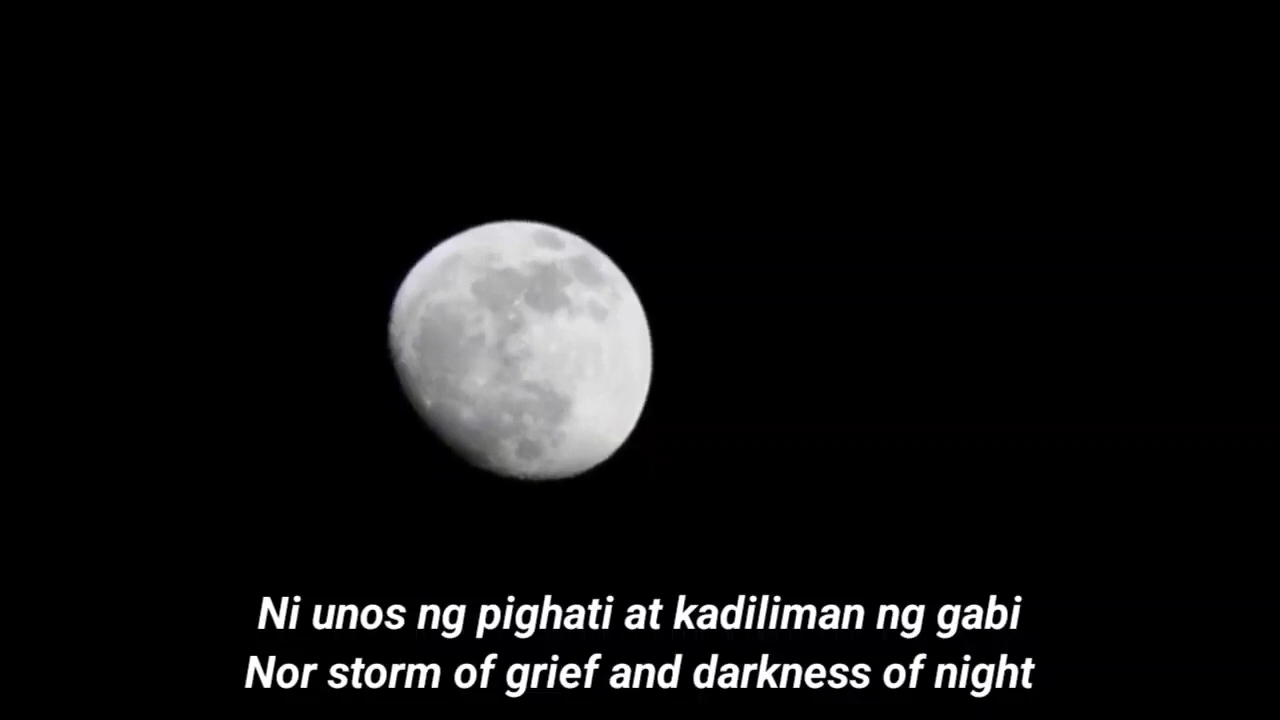 Ni unos ng pighati at kadiliman ng gabi
Nor storm of grief and darkness of night